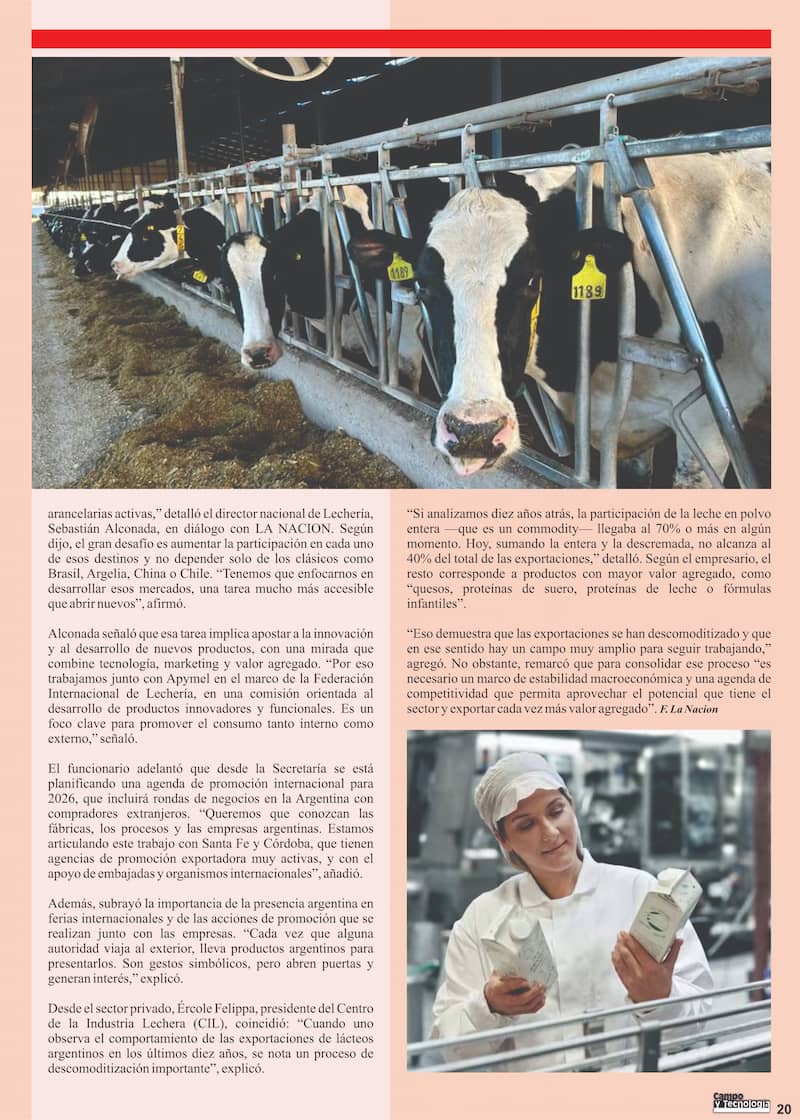 1189
1189
arancelarias activas,” detalló el director nacional de Lechería,
Sebastián Alconada, en diálogo con LA NACION. Según
dijo, el gran desafío es aumentar la participación en cada uno
de esos destinos y no depender solo de los clásicos como
Brasil, Argelia, China o Chile. “Tenemos que enfocarnos en
desarrollar esos mercados, una tarea mucho más accesible
que abrir nuevos”, afirmó.
Alconada señaló que esa tarea implica apostar a la innovación
y al desarrollo de nuevos productos, con una mirada que
combine tecnología, marketing y valor agregado. “Por eso
trabajamos junto con Apymel en el marco de la Federación
Internacional de Lechería, en una comisión orientada al
desarrollo de productos innovadores y funcionales. Es un
foco clave para promover el consumo tanto interno como
externo,” señaló.
El funcionario adelantó que desde la Secretaría se está
planificando una agenda de promoción internacional para
2026, que incluirá rondas de negocios en la Argentina con
compradores extranjeros. “Queremos que conozcan las
fábricas, los procesos y las empresas argentinas. Estamos
articulando este trabajo con Santa Fe y Córdoba, que tienen
agencias de promoción exportadora muy activas, y con el
apoyo de embajadas y organismos internacionales”, añadió.
Además, subrayó la importancia de la presencia argentina en
ferias internacionales y de las acciones de promoción que se
realizan junto con las empresas. “Cada vez que alguna
autoridad viaja al exterior, lleva productos argentinos para
presentarlos. Son gestos simbólicos, pero abren puertas y
generan interés,” explicó.
Desde el sector privado, Ércole Felippa, presidente del Centro
de la Industria Lechera (CIL), coincidió: “Cuando uno
observa el comportamiento de las exportaciones de lácteos
argentinos en los últimos diez años, se nota un proceso de
descomoditización importante”, explicó.
“Si analizamos diez años atrás, la participación de la leche en polvo
entera —que es un commodity— llegaba al 70% o más en algún
momento. Hoy, sumando la entera y la descremada, no alcanza al
40% del total de las exportaciones,” detalló. Según el empresario, el
resto corresponde a productos con mayor valor agregado, como
“quesos, proteínas de suero, proteínas de leche o fórmulas
infantiles”.
“Eso demuestra que las exportaciones se han descomoditizado y que
en ese sentido hay un campo muy amplio para seguir trabajando,”
agregó. No obstante, remarcó que para consolidar ese proceso “es
necesario un marco de estabilidad macroeconómica y una agenda de
competitividad que permita aprovechar el potencial que tiene el
sector y exportar cada vez más valor agregado”. F. La Nacion
Campo
y Tecnología
20